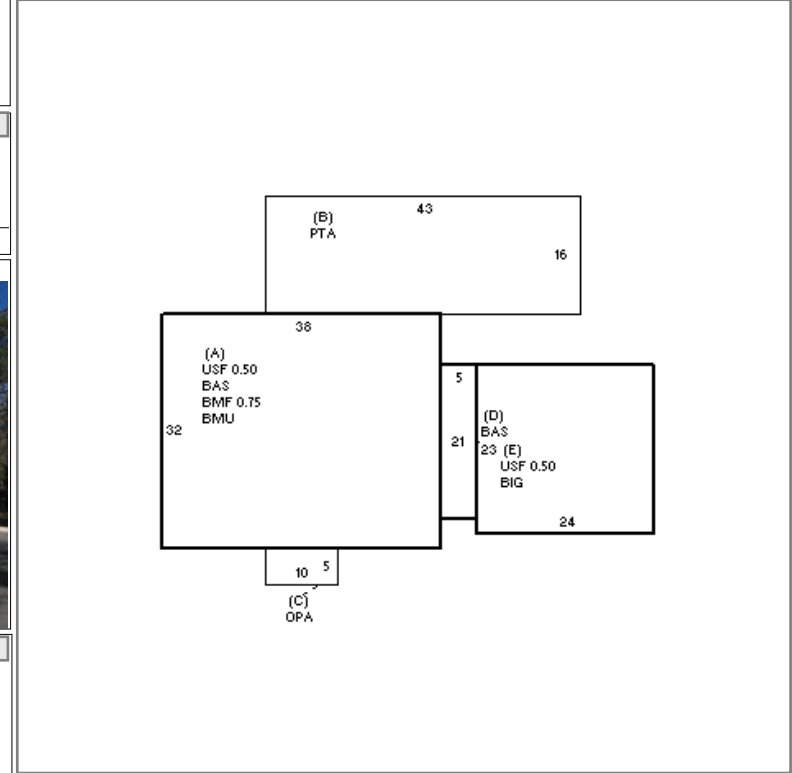 43
(B)
PTA
16
38
(A)
USF 0.50
BAS
BMF 0.75
BMU
32
5
21
(D)
BAS
23 (E)
USF 0.50
BIG
24
10 5
(C)
OPA